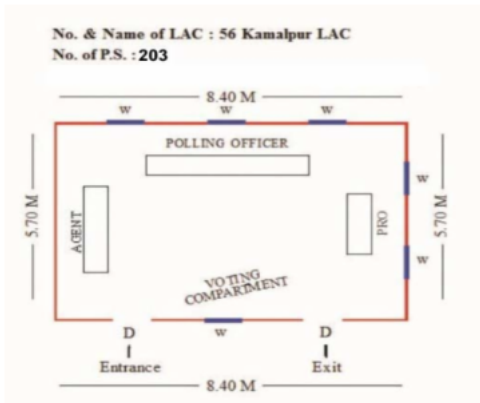 No. & Name of LAC : 56 Kamalpur LAC
No. of P.S. : 203
8.40 M
W W W
POLLING OFFICER
5.70 M
AGENT
PRO
W
5.70 M
W
VOTING
COMPARTMENT
D W D
Entrance Exit
8.40 M